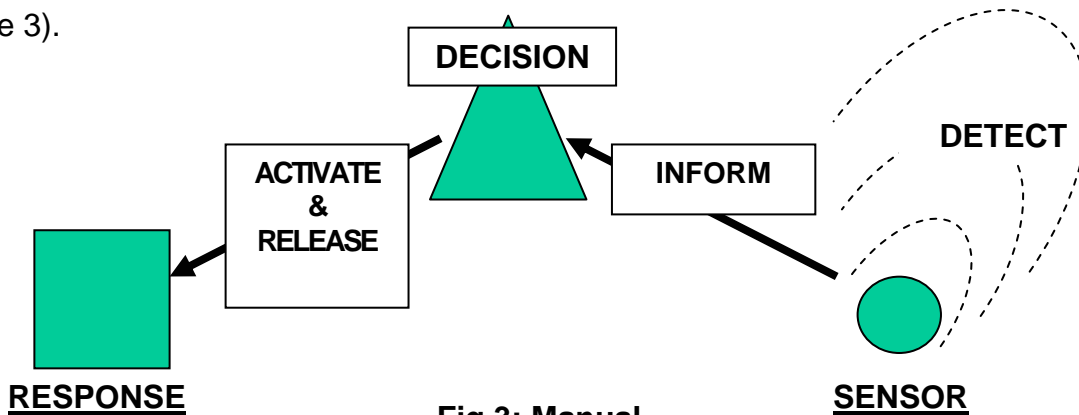 e 3).
DECISION
DETECT
INFORM
ACTIVATE
&
RELEASE
RESPONSE
SENSOR
Fig 3: Manual